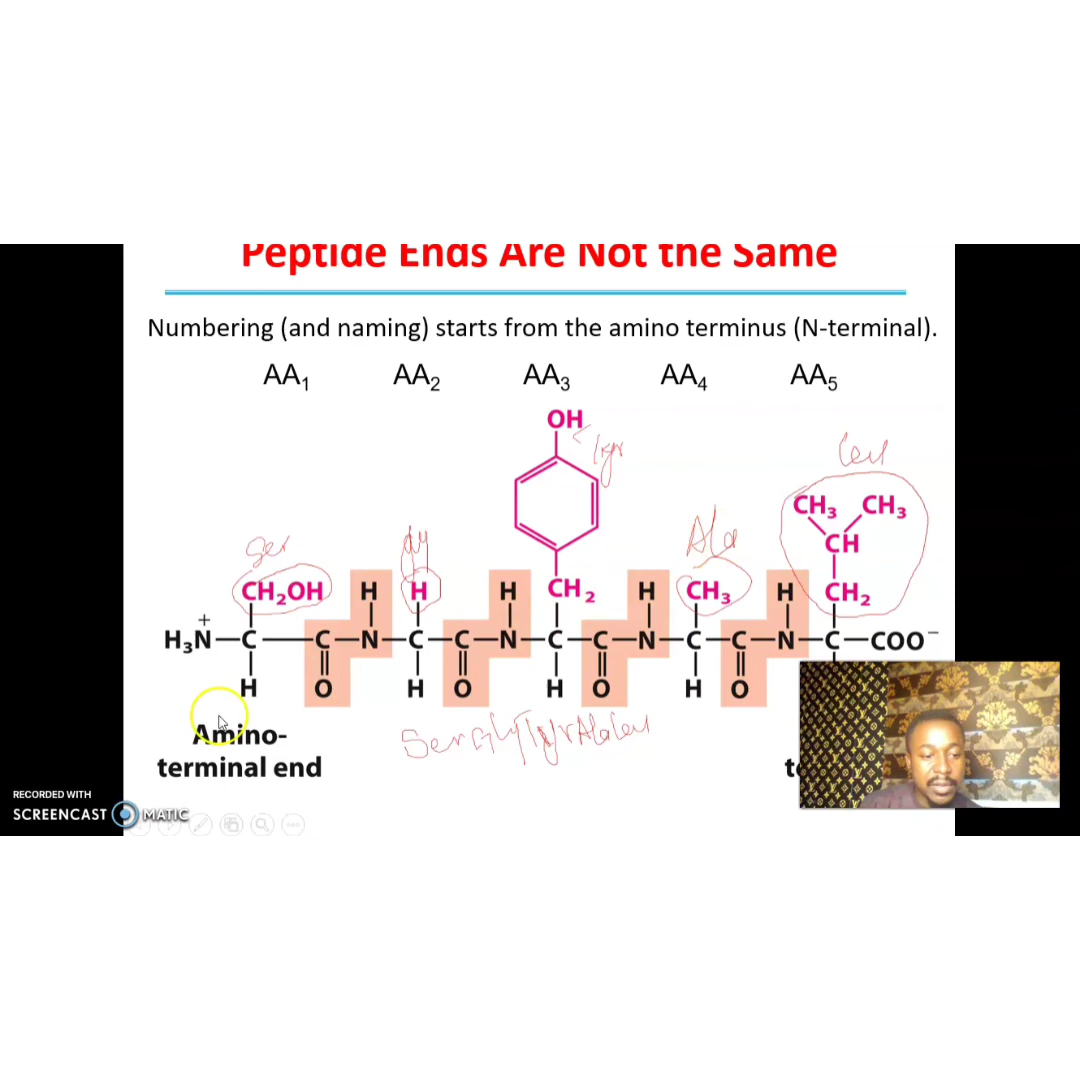 Peptide Ends Are Not the Same
Numbering (and naming) starts from the amino terminus (N-terminal).
AA1 AA2 AA3 AA4 AA5
OH
Tyr
Leu
CH3 CH3
Ser Gly Ala
CH
CH2OH H H H CH2 H CH3 H CH2
+
H3N—C—C—N—C—C—N—C—C—N—C—C—N—C—COO−
H O H O H O H O
SerGlyTyrAlaLeu
Amino-
terminal end
RECORDED WITH
SCREENCAST MATIC